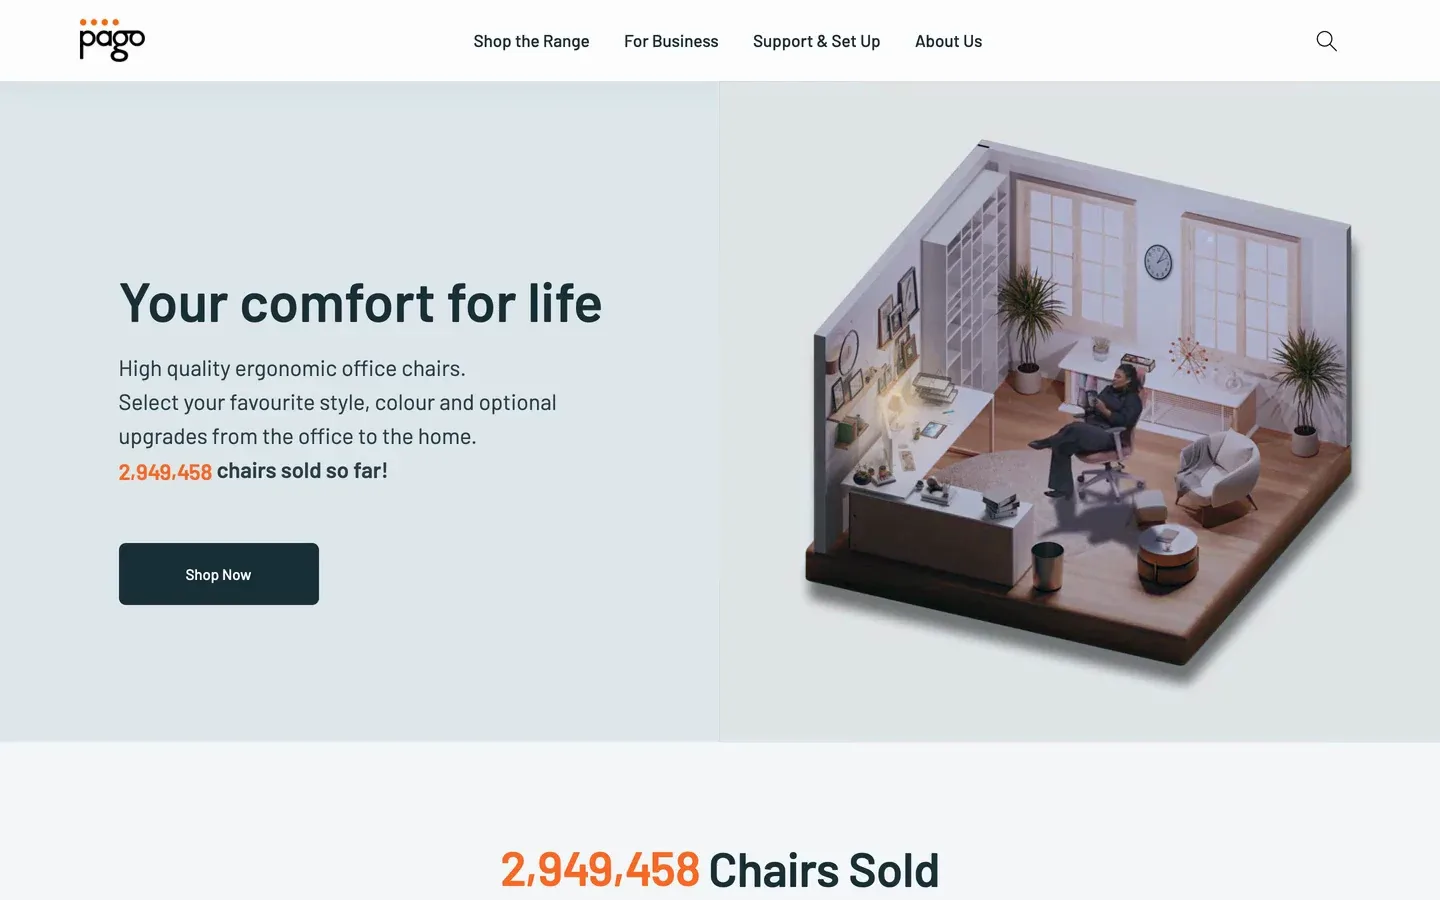 pago
Shop the Range
For Business
Support & Set Up
About Us
Your comfort for life
High quality ergonomic office chairs.
Select your favourite style, colour and optional
upgrades from the office to the home.
2,949,458 chairs sold so far!
Shop Now
2,949,458 Chairs Sold